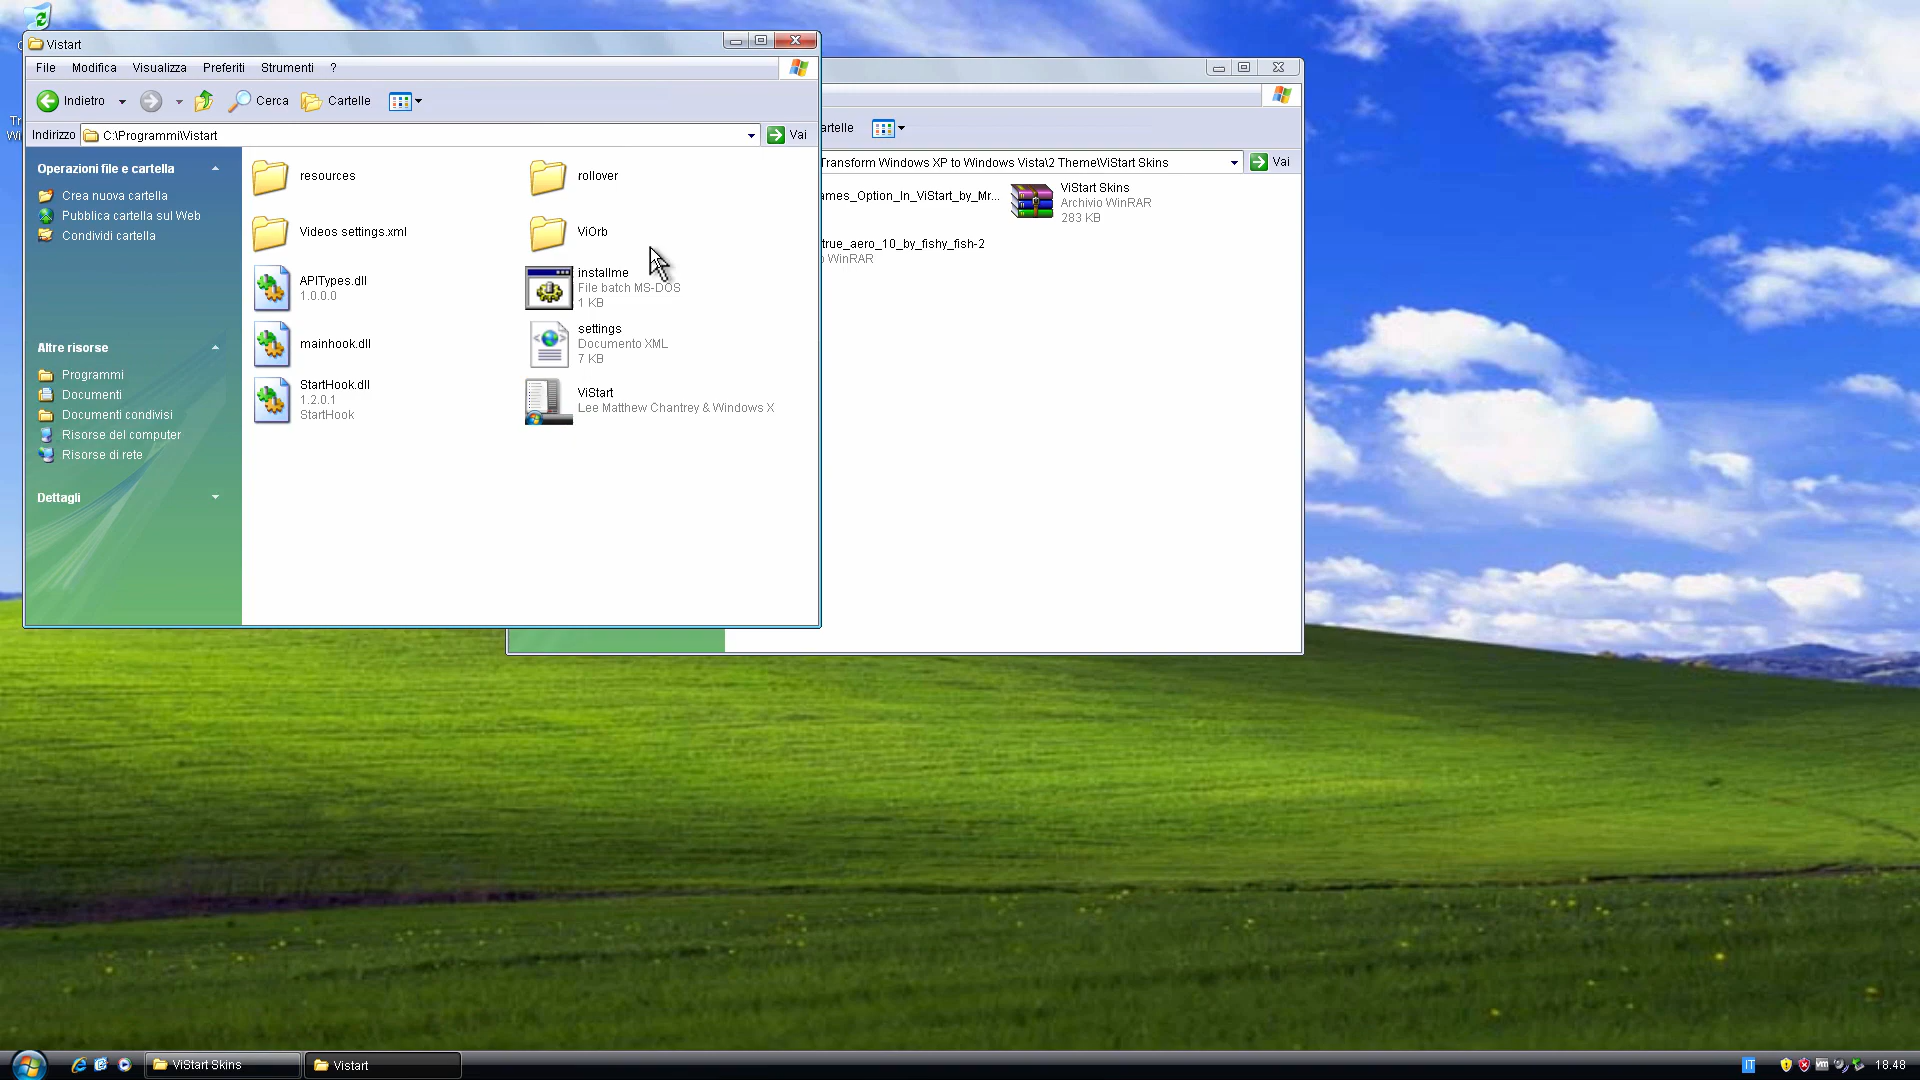 Vistart
File Modifica Visualizza Preferiti Strumenti ?
Indietro Cerca Cartelle
Indirizzo C:\Programmi\Vistart Vai
Operazioni file e cartella
Crea nuova cartella
Pubblica cartella sul Web
Condividi cartella
Altre risorse
Programmi
Documenti
Documenti condivisi
Risorse del computer
Risorse di rete
Dettagli
resources
rollover
Videos settings.xml
ViOrb
APITypes.dll
1.0.0.0
installme
File batch MS-DOS
1 KB
mainhook.dll
settings
Documento XML
7 KB
StartHook.dll
1.2.0.1
StartHook
ViStart
Lee Matthew Chantrey & Windows X
artelle
Transform Windows XP to Windows Vista\2 Theme\ViStart Skins Vai
ames_Option_In_ViStart_by_Mr...
ViStart Skins
Archivio WinRAR
283 KB
true_aero_10_by_fishy_fish-2
WinRAR
Tr
Wi
ViStart Skins
Vistart
IT
vm
18.48